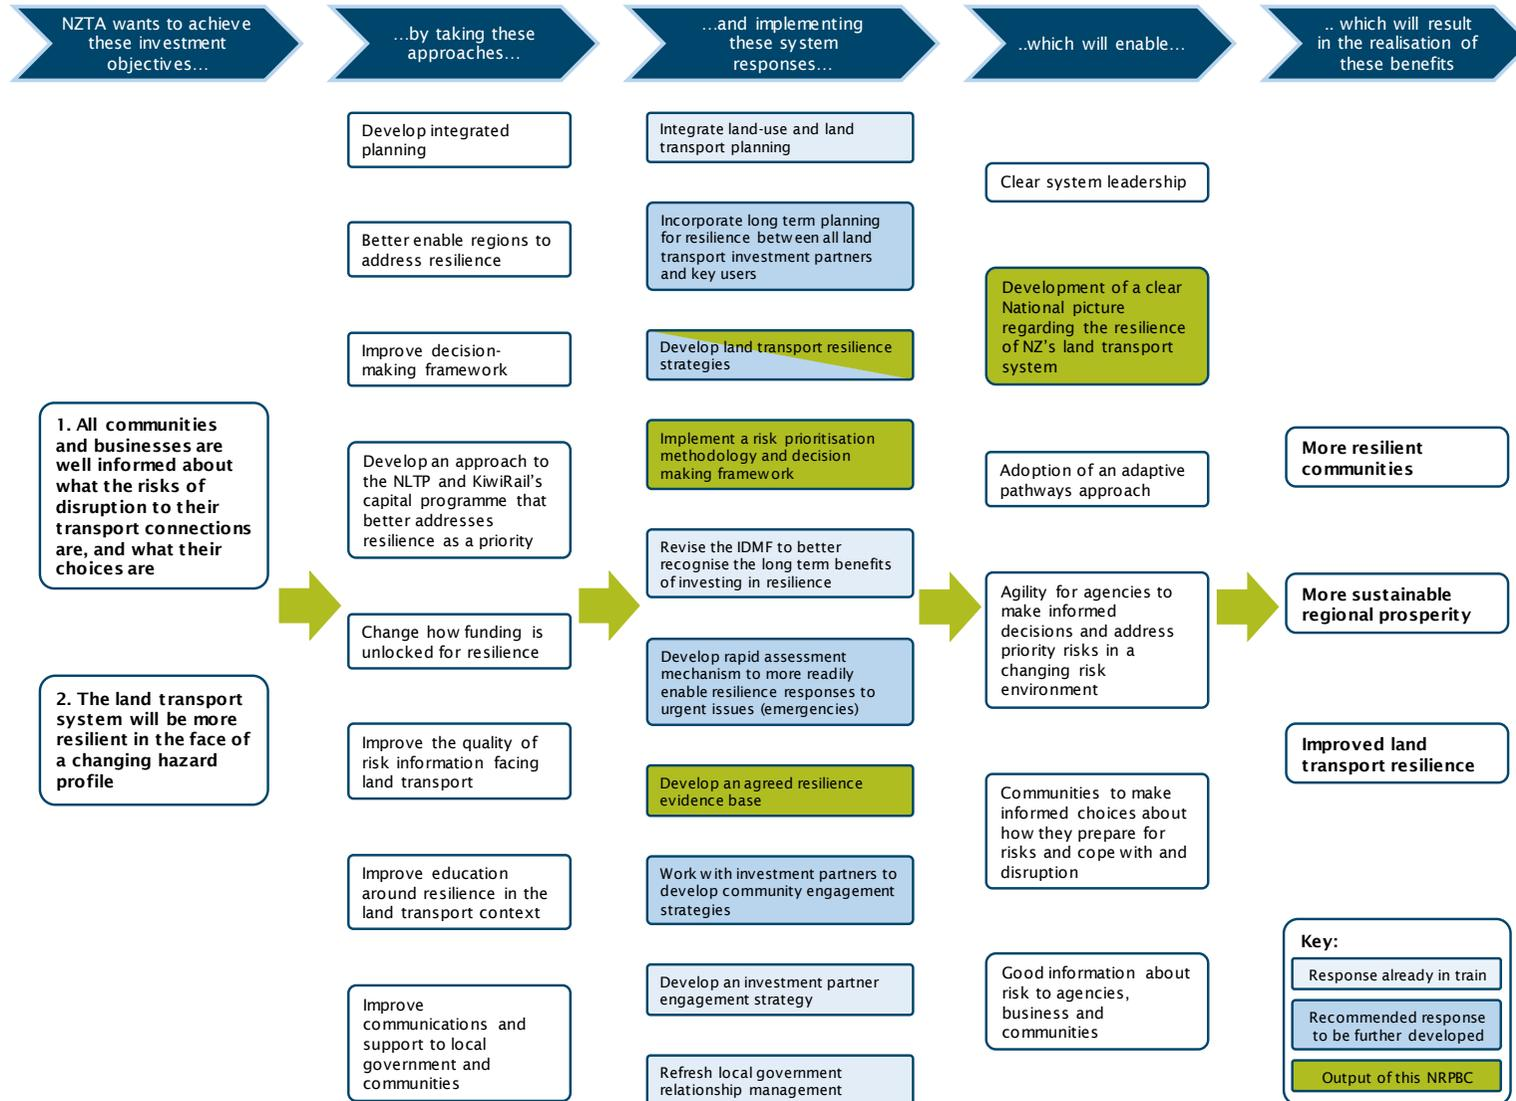 NZTA wants to achieve
these investment
objectives…
…by taking these
approaches…
…and implementing
these system
responses…
..which will enable…
.. which will result
in the realisation of
these benefits
1. All communities
and businesses are
well informed about
what the risks of
disruption to their
transport connections
are, and what their
choices are
2. The land transport
system will be more
resilient in the face of
a changing hazard
profile
Develop integrated
planning
Better enable regions to
address resilience
Improve decision-
making framework
Develop an approach to
the NLTP and KiwiRail's
capital programme that
better addresses
resilience as a priority
Change how funding is
unlocked for resilience
Improve the quality of
risk information facing
land transport
Improve education
around resilience in the
land transport context
Improve
communications and
support to local
government and
communities
Integrate land-use and land
transport planning
Incorporate long term planning
for resilience between all land
transport investment partners
and key users
Develop land transport resilience
strategies
Implement a risk prioritisation
methodology and decision
making framework
Revise the IDMF to better
recognise the long term benefits
of investing in resilience
Develop rapid assessment
mechanism to more readily
enable resilience responses to
urgent issues (emergencies)
Develop an agreed resilience
evidence base
Work with investment partners to
develop community engagement
strategies
Develop an investment partner
engagement strategy
Refresh local government
relationship management
Clear system leadership
Development of a clear
National picture
regarding the resilience
of NZ's land transport
system
Adoption of an adaptive
pathways approach
Agility for agencies to
make informed
decisions and address
priority risks in a
changing risk
environment
Communities to make
informed choices about
how they prepare for
risks and cope with and
disruption
Good information about
risk to agencies,
business and
communities
More resilient
communities
More sustainable
regional prosperity
Improved land
transport resilience
Key:
Response already in train
Recommended response
to be further developed
Output of this NRPBC